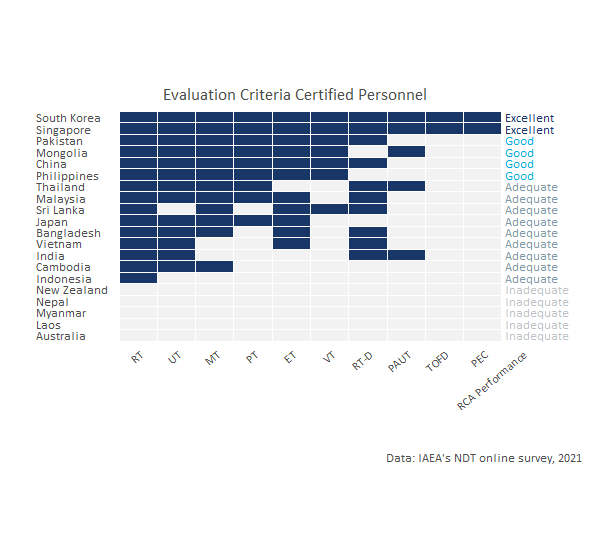 Evaluation Criteria Certified Personnel
South Korea Excellent
Singapore Excellent
Pakistan Good
Mongolia Good
China Good
Philippines Good
Thailand Adequate
Malaysia Adequate
Sri Lanka Adequate
Japan Adequate
Bangladesh Adequate
Vietnam Adequate
India Adequate
Cambodia Adequate
Indonesia Adequate
New Zealand Inadequate
Nepal Inadequate
Myanmar Inadequate
Laos Inadequate
Australia Inadequate
RT UT MT PT ET VT RT-D PAUT TOFD PEC RCA Performance
Data: IAEA's NDT online survey, 2021